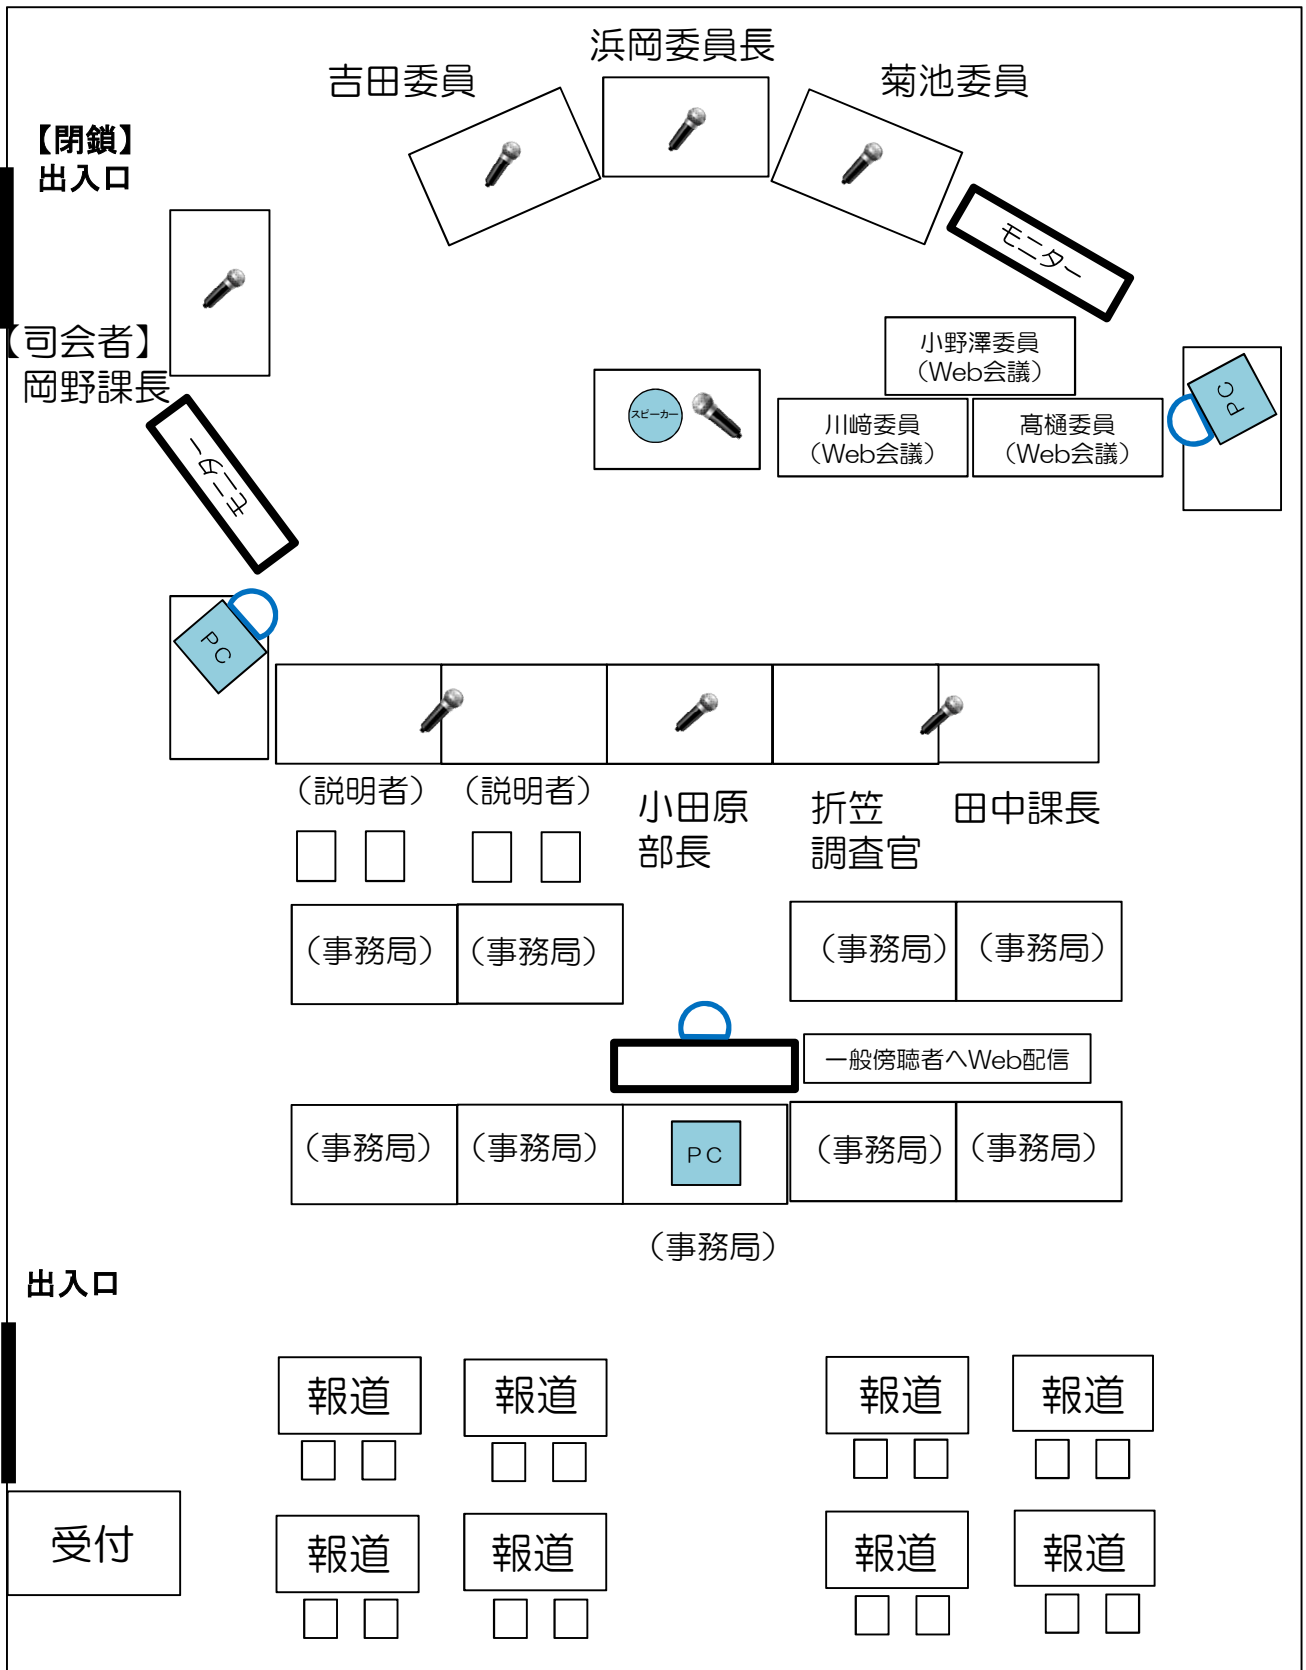 浜岡委員長
吉田委員
菊池委員
【閉鎖】
出入口
モニター
【司会者】
岡野課長
小野澤委員
（Web会議）
スピーカー
川﨑委員
（Web会議）
髙樋委員
（Web会議）
PC
モニター
PC
（説明者）
（説明者）
小田原
部長
折笠
調査官
田中課長
（事務局）
（事務局）
（事務局）
（事務局）
一般傍聴者へWeb配信
（事務局）
（事務局）
PC
（事務局）
（事務局）
（事務局）
出入口
報道
報道
報道
報道
受付
報道
報道
報道
報道